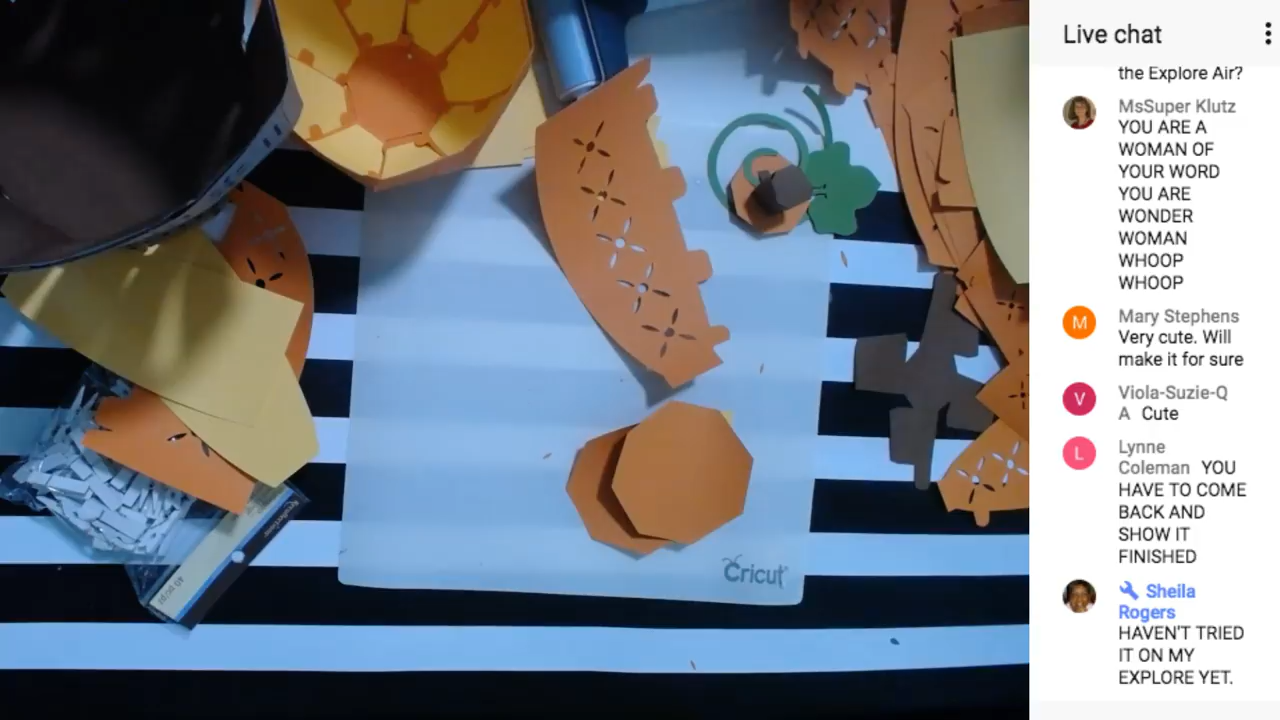 Live chat
the Explore Air?
MsSuper Klutz
YOU ARE A
WOMAN OF
YOUR WORD
YOU ARE
WONDER
WOMAN
WHOOP
WHOOP
Mary Stephens
Very cute. Will
make it for sure
Viola-Suzie-Q
A Cute
Lynne
Coleman YOU
HAVE TO COME
BACK AND
SHOW IT
FINISHED
Sheila
Rogers
HAVEN'T TRIED
IT ON MY
EXPLORE YET.
M
V
L
Cricut